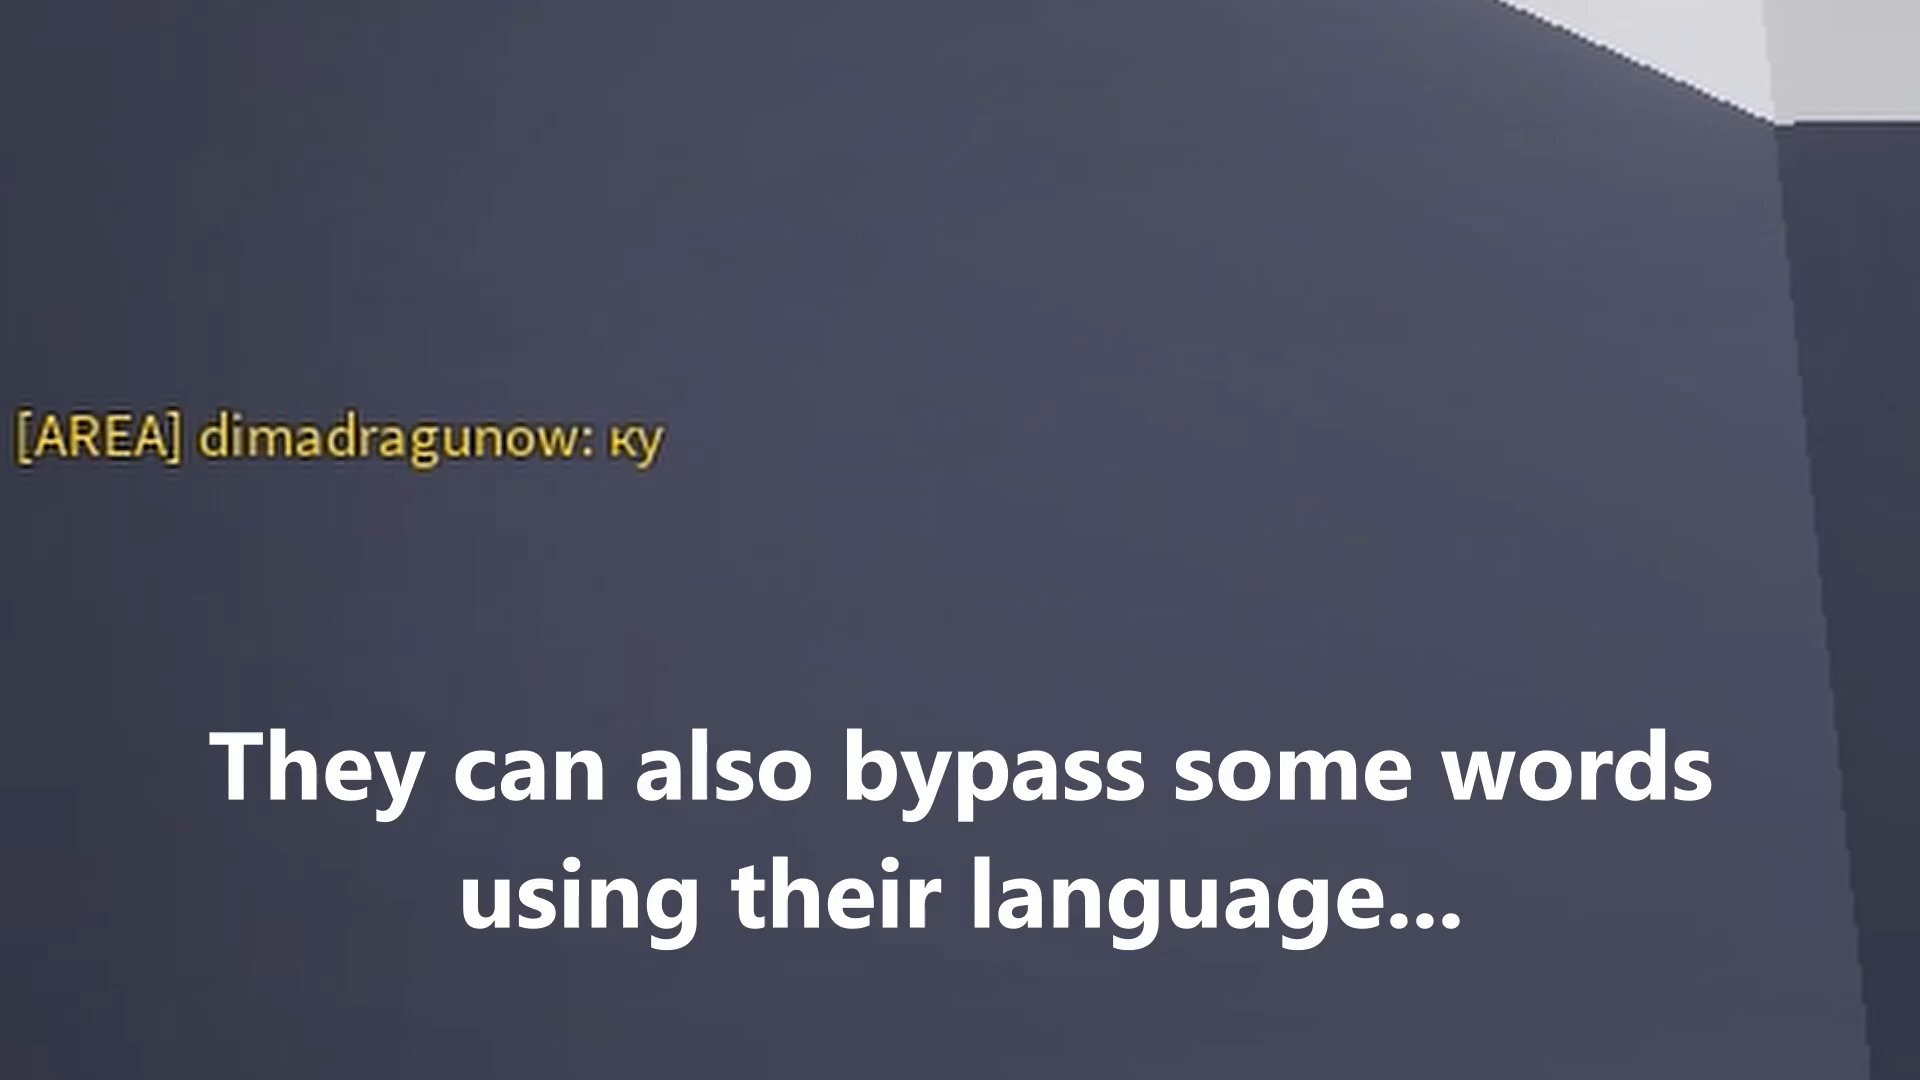 [AREA] dimadragunow: ку
They can also bypass some words
using their language...